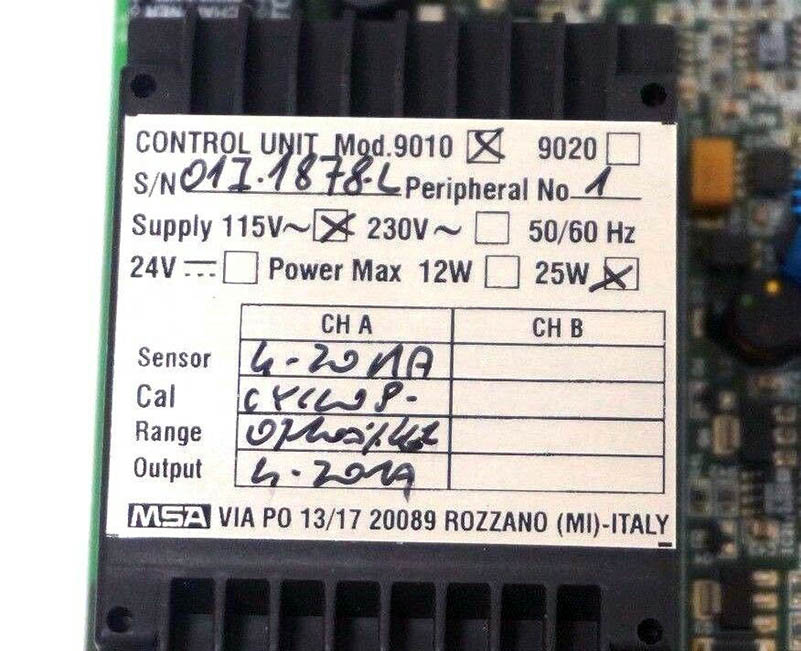 CONTROL UNIT Mod.9010 9020
S/N 017.1878.L Peripheral No 1
Supply 115V~ 230V~ 50/60 Hz
24V Power Max 12W 25W
CH A CH B
Sensor 4-20MA
Cal
Range
Output 4-20MA
MSA VIA PO 13/17 20089 ROZZANO (MI)-ITALY